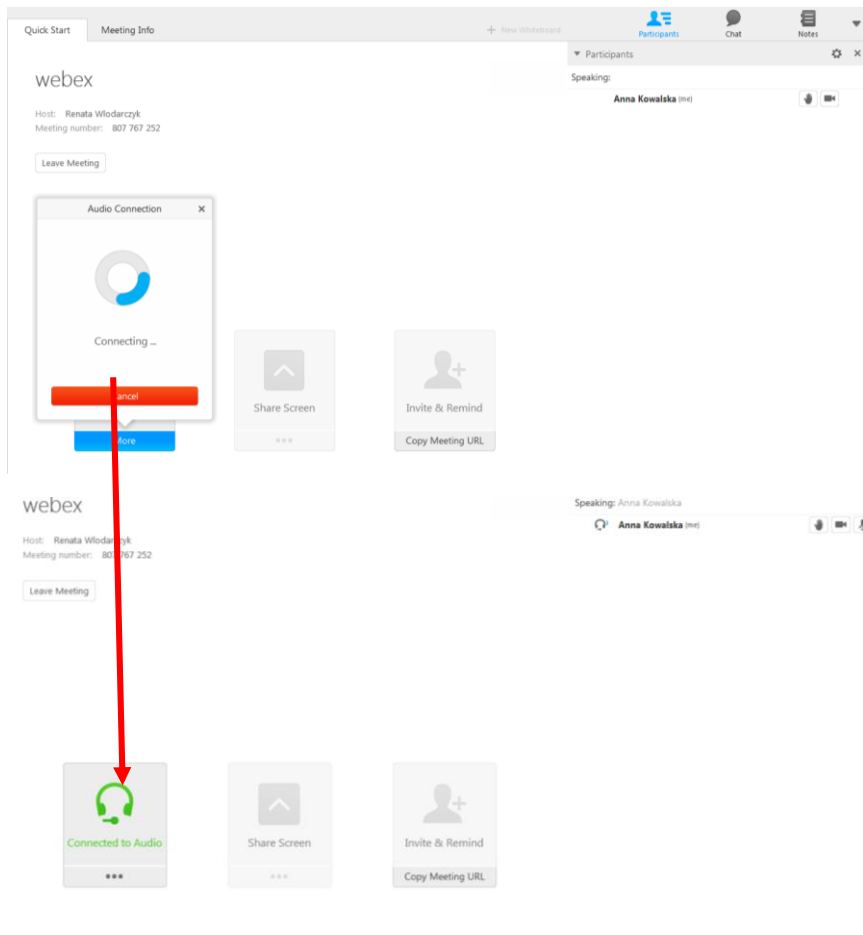 Quick Start
Meeting Info
+ New Whiteboard
Participants
Chat
Notes
Participants
webex
Speaking:
Anna Kowalska (me)
Host: Renata Wlodarczyk
Meeting number: 807 767 252
Leave Meeting
Audio Connection
Connecting ...
Cancel
More
Share Screen
Invite & Remind
Copy Meeting URL
webex
Speaking: Anna Kowalska
Anna Kowalska (me)
Host: Renata Wlodarczyk
Meeting number: 807 767 252
Leave Meeting
Connected to Audio
Share Screen
Invite & Remind
Copy Meeting URL